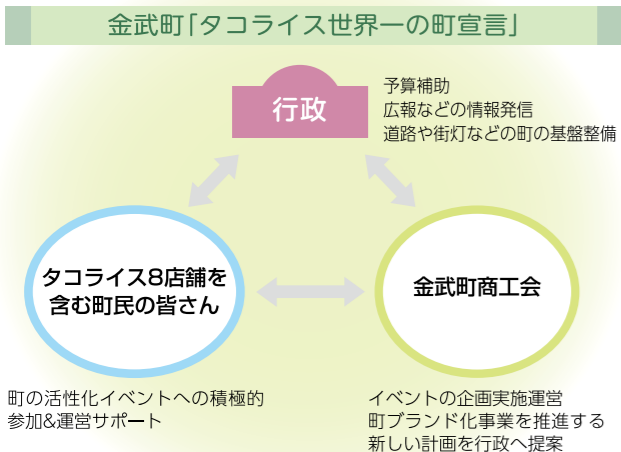 金武町「タコライス世界一の町宣言」
行政
予算補助
広報などの情報発信
道路や街灯などの町の基盤整備
タコライス8店舗を
含む町民の皆さん
金武町商工会
町の活性化イベントへの積極的
参加&運営サポート
イベントの企画実施運営
町ブランド化事業を推進する
新しい計画を行政へ提案